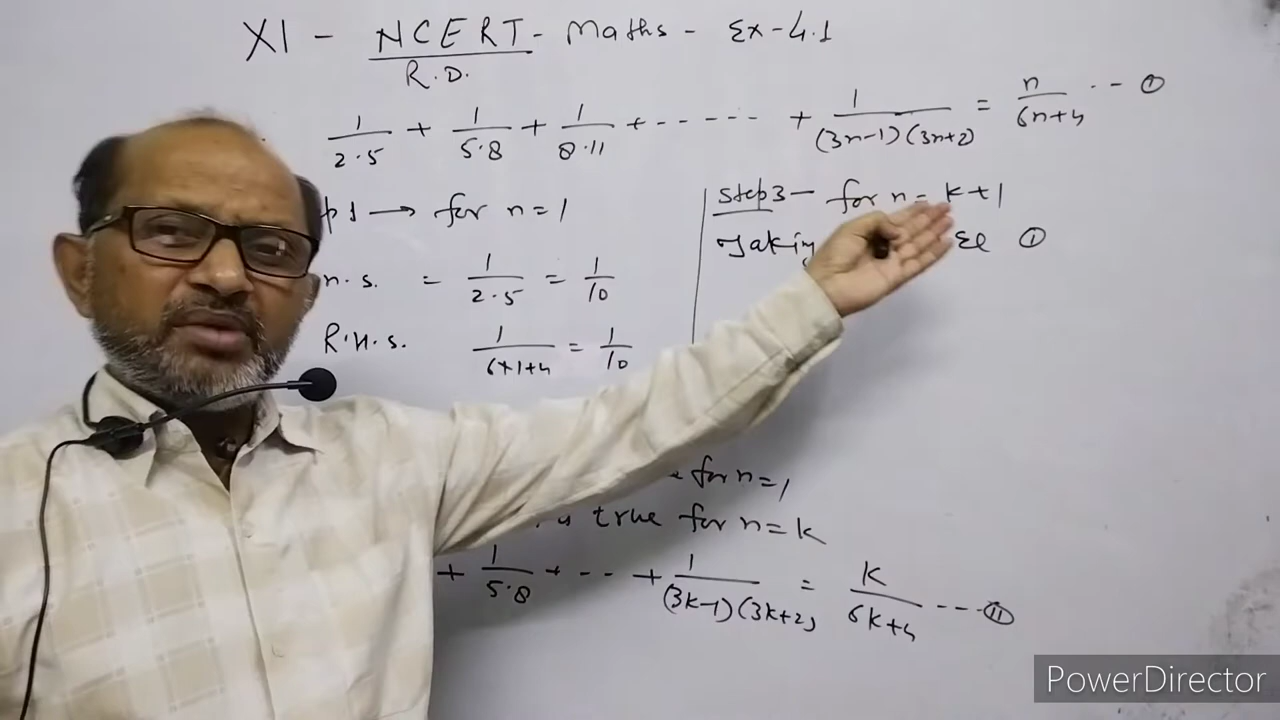 XI - NCERT - Maths - Ex-4.1
R.D.
1/2.5 + 1/5.8 + 1/8.11 + ------ + 1/(3n-1)(3n+2) = n/6n+4 --- ①
p1 → for n=1
H.S. = 1/2.5 = 1/10
R.H.S. 1/6×1+4 = 1/10
for n=1
true for n=k
+ 1/5.8 + --- + 1/(3k-1)(3k+2) = k/6k+4 --- ⑪
Step3 - for n=k+1
Taking ①
PowerDirector